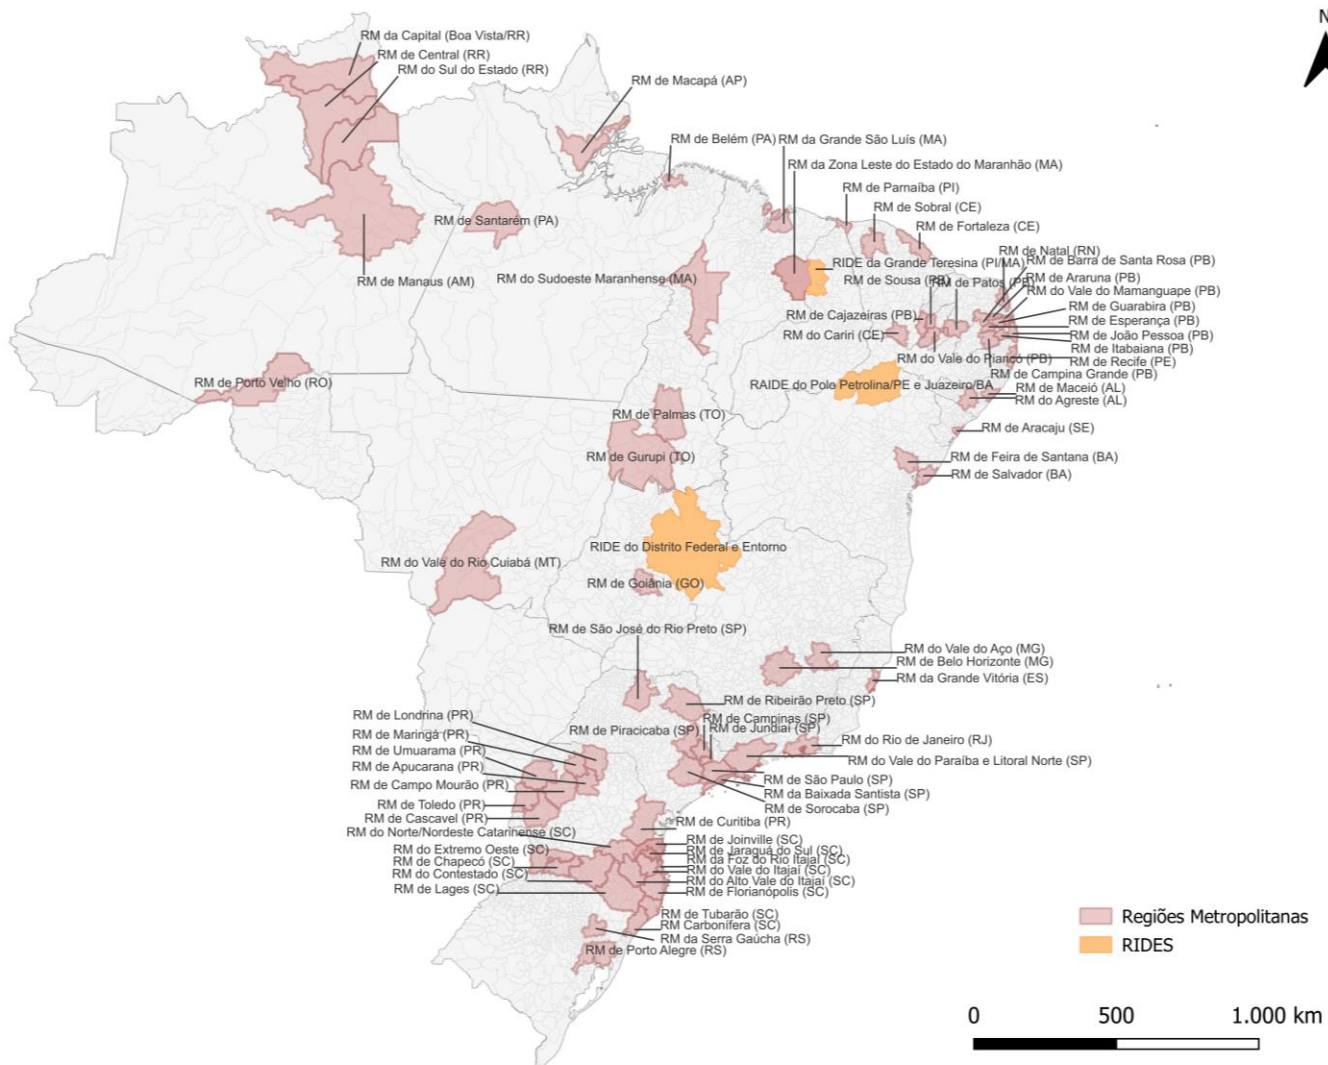 N
RM da Capital (Boa Vista/RR)
RM de Central (RR)
RM do Sul do Estado (RR)
RM de Macapá (AP)
RM de Belém (PA)
RM da Grande São Luís (MA)
RM da Zona Leste do Estado do Maranhão (MA)
RM de Parnaíba (PI)
RM de Sobral (CE)
RM de Fortaleza (CE)
RM de Santarém (PA)
RM de Natal (RN)
RM de Barra de Santa Rosa (PB)
RIDE da Grande Teresina (PI/MA)
RM de Araruna (PB)
RM de Manaus (AM)
RM do Sudoeste Maranhense (MA)
RM de Sousa (PB)
RM de Patos (PB)
RM do Vale do Mamanguape (PB)
RM de Guarabira (PB)
RM de Cajazeiras (PB)
RM de Esperança (PB)
RM do Cariri (CE)
RM de João Pessoa (PB)
RM de Itabaiana (PB)
RM do Vale do Piancó (PB)
RM de Recife (PE)
RM de Campina Grande (PB)
RM de Porto Velho (RO)
RAIDE do Polo Petrolina/PE e Juazeiro/BA
RM de Maceió (AL)
RM do Agreste (AL)
RM de Palmas (TO)
RM de Aracaju (SE)
RM de Gurupi (TO)
RM de Feira de Santana (BA)
RM de Salvador (BA)
RIDE do Distrito Federal e Entorno
RM do Vale do Rio Cuiabá (MT)
RM de Goiânia (GO)
RM de São José do Rio Preto (SP)
RM do Vale do Aço (MG)
RM de Belo Horizonte (MG)
RM da Grande Vitória (ES)
RM de Ribeirão Preto (SP)
RM de Londrina (PR)
RM de Campinas (SP)
RM de Piracicaba (SP)
RM de Jundiaí (SP)
RM de Maringá (PR)
RM do Rio de Janeiro (RJ)
RM de Umuarama (PR)
RM do Vale do Paraíba e Litoral Norte (SP)
RM de Apucarana (PR)
RM de São Paulo (SP)
RM de Campo Mourão (PR)
RM da Baixada Santista (SP)
RM de Toledo (PR)
RM de Sorocaba (SP)
RM de Cascavel (PR)
RM de Curitiba (PR)
RM do Norte/Nordeste Catarinense (SC)
RM de Joinville (SC)
RM do Extremo Oeste (SC)
RM de Jaraguá do Sul (SC)
RM de Chapecó (SC)
RM da Foz do Rio Itajaí (SC)
RM do Contestado (SC)
RM do Vale do Itajaí (SC)
RM do Alto Vale do Itajaí (SC)
RM de Lages (SC)
RM de Florianópolis (SC)
RM de Tubarão (SC)
RM Carbonífera (SC)
RM da Serra Gaúcha (RS)
RM de Porto Alegre (RS)
Regiões Metropolitanas
RIDES
0 500 1.000 km